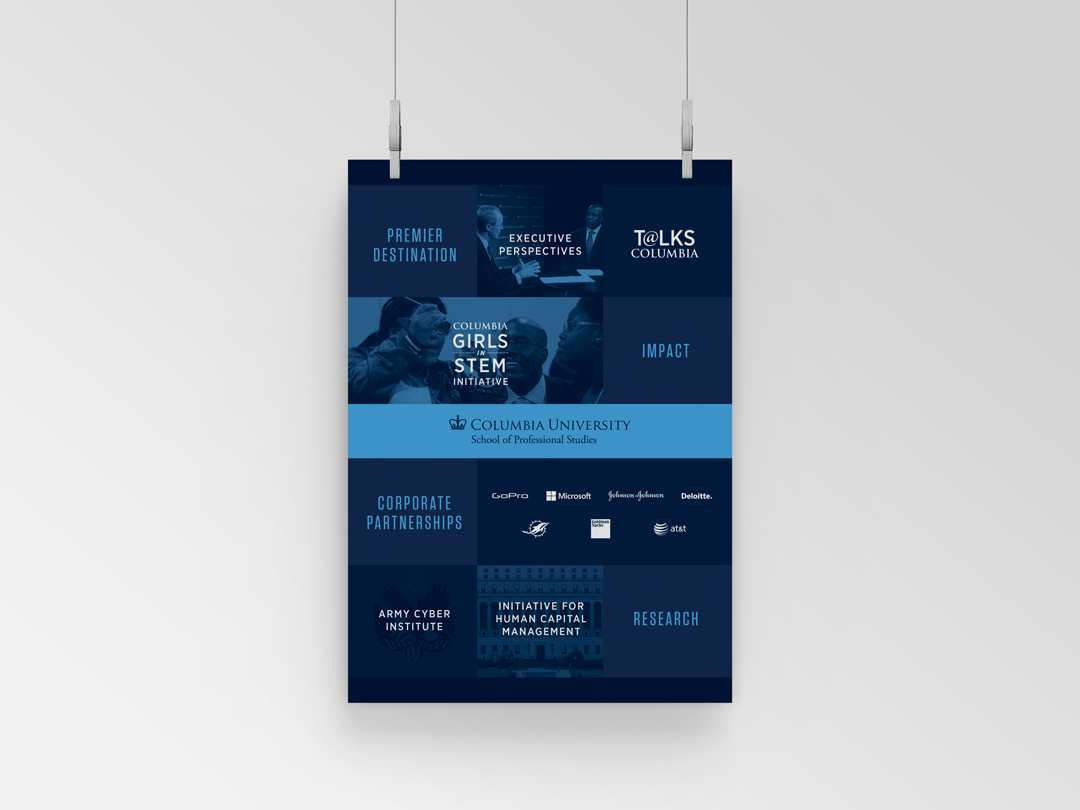 PREMIER
DESTINATION
EXECUTIVE
PERSPECTIVES
T@LKS
COLUMBIA
COLUMBIA
GIRLS
IN
STEM
INITIATIVE
IMPACT
COLUMBIA UNIVERSITY
School of Professional Studies
CORPORATE
PARTNERSHIPS
GoPro
Microsoft
Johnson & Johnson
Deloitte.
Goldman
Sachs
at&t
ARMY CYBER
INSTITUTE
INITIATIVE FOR
HUMAN CAPITAL
MANAGEMENT
RESEARCH